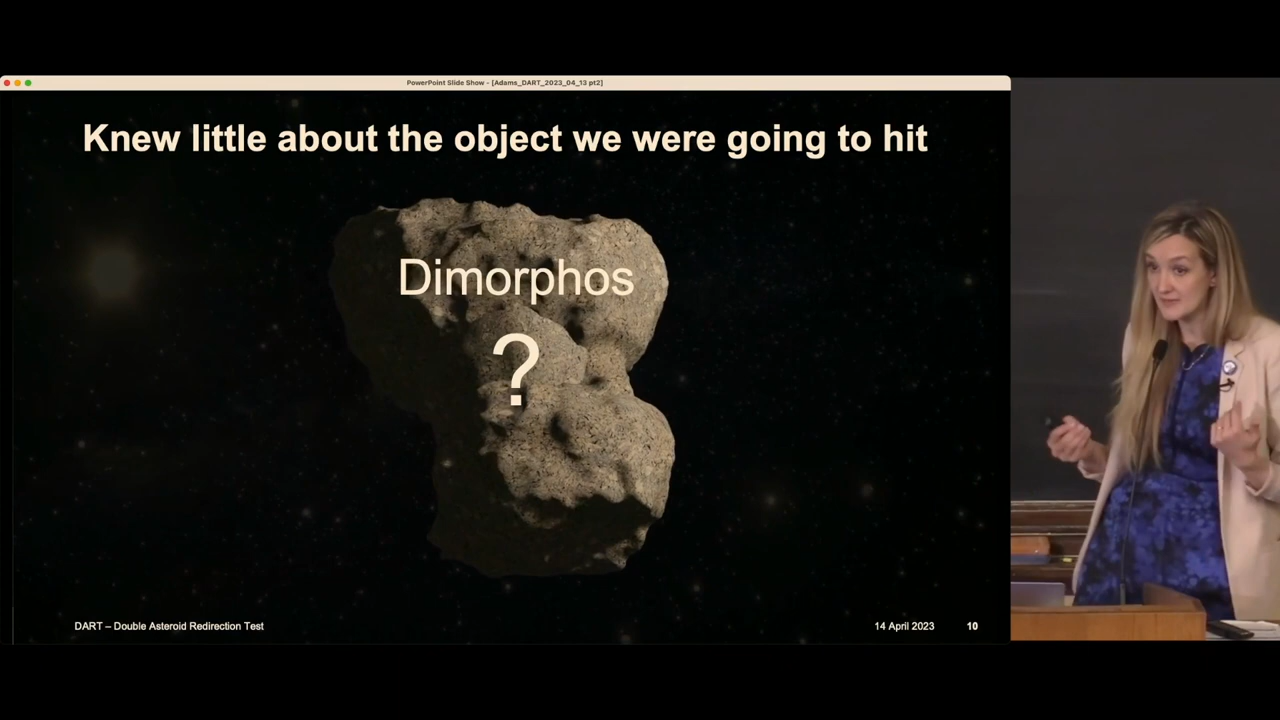 PowerPoint Slide Show - [Adams_DART_2023_04_13 pt2]
Knew little about the object we were going to hit
Dimorphos
?
DART – Double Asteroid Redirection Test
14 April 2023 10